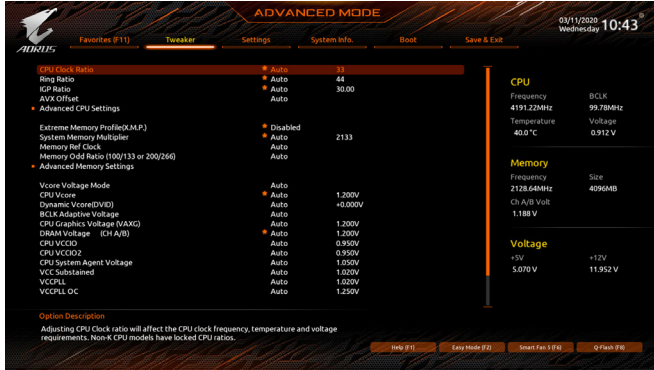 ADVANCED MODE
03/11/2020 Wednesday 10:43
AORUS
Favorites (F11) Tweaker Settings System Info. Boot Save & Exit
CPU Clock Ratio Auto 33
Ring Ratio Auto 44
IGP Ratio Auto 30.00
AVX Offset Auto
Advanced CPU Settings
Extreme Memory Profile(X.M.P.) Disabled
System Memory Multiplier Auto 2133
Memory Ref Clock Auto
Memory Odd Ratio (100/133 or 200/266) Auto
Advanced Memory Settings
Vcore Voltage Mode Auto
CPU Vcore Auto 1.200V
Dynamic Vcore(DVID) Auto +0.000V
BCLK Adaptive Voltage Auto
CPU Graphics Voltage (VAXG) Auto 1.200V
DRAM Voltage (CH A/B) Auto 1.200V
CPU VCCIO Auto 0.950V
CPU VCCIO2 Auto 0.950V
CPU System Agent Voltage Auto 1.050V
VCC Substained Auto 1.020V
VCCPLL Auto 1.020V
VCCPLL OC Auto 1.250V
CPU
Frequency BCLK
4191.22MHz 99.78MHz
Temperature Voltage
40.0 °C 0.912 V
Memory
Frequency Size
2128.64MHz 4096MB
Ch A/B Volt
1.188 V
Voltage
+5V +12V
5.070 V 11.952 V
Option Description
Adjusting CPU Clock ratio will affect the CPU clock frequency, temperature and voltage
requirements. Non-K CPU models have locked CPU ratios.
Help (F1) Easy Mode (F2) Smart Fan 5 (F6) Q-Flash (F8)